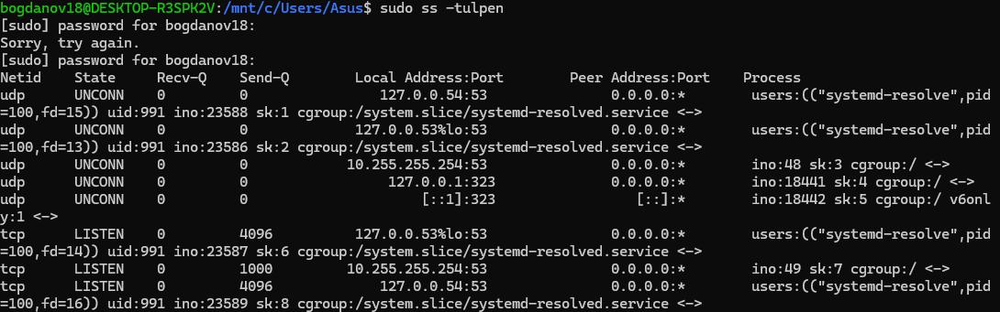 bogdanov18@DESKTOP-R3SPK2V:/mnt/c/Users/Asus$ sudo ss -tulpen
[sudo] password for bogdanov18:
Sorry, try again.
[sudo] password for bogdanov18:
Netid State Recv-Q Send-Q Local Address:Port Peer Address:Port Process
udp UNCONN 0 0 127.0.0.54:53 0.0.0.0:* users:(("systemd-resolve",pid
=100,fd=15)) uid:991 ino:23588 sk:1 cgroup:/system.slice/systemd-resolved.service <->
udp UNCONN 0 0 127.0.0.53%lo:53 0.0.0.0:* users:(("systemd-resolve",pid
=100,fd=13)) uid:991 ino:23586 sk:2 cgroup:/system.slice/systemd-resolved.service <->
udp UNCONN 0 0 10.255.255.254:53 0.0.0.0:* ino:48 sk:3 cgroup:/ <->
udp UNCONN 0 0 127.0.0.1:323 0.0.0.0:* ino:18441 sk:4 cgroup:/ <->
udp UNCONN 0 0 [::1]:323 [::]:* ino:18442 sk:5 cgroup:/ v6onl
y:1 <->
tcp LISTEN 0 4096 127.0.0.53%lo:53 0.0.0.0:* users:(("systemd-resolve",pid
=100,fd=14)) uid:991 ino:23587 sk:6 cgroup:/system.slice/systemd-resolved.service <->
tcp LISTEN 0 1000 10.255.255.254:53 0.0.0.0:* ino:49 sk:7 cgroup:/ <->
tcp LISTEN 0 4096 127.0.0.54:53 0.0.0.0:* users:(("systemd-resolve",pid
=100,fd=16)) uid:991 ino:23589 sk:8 cgroup:/system.slice/systemd-resolved.service <->